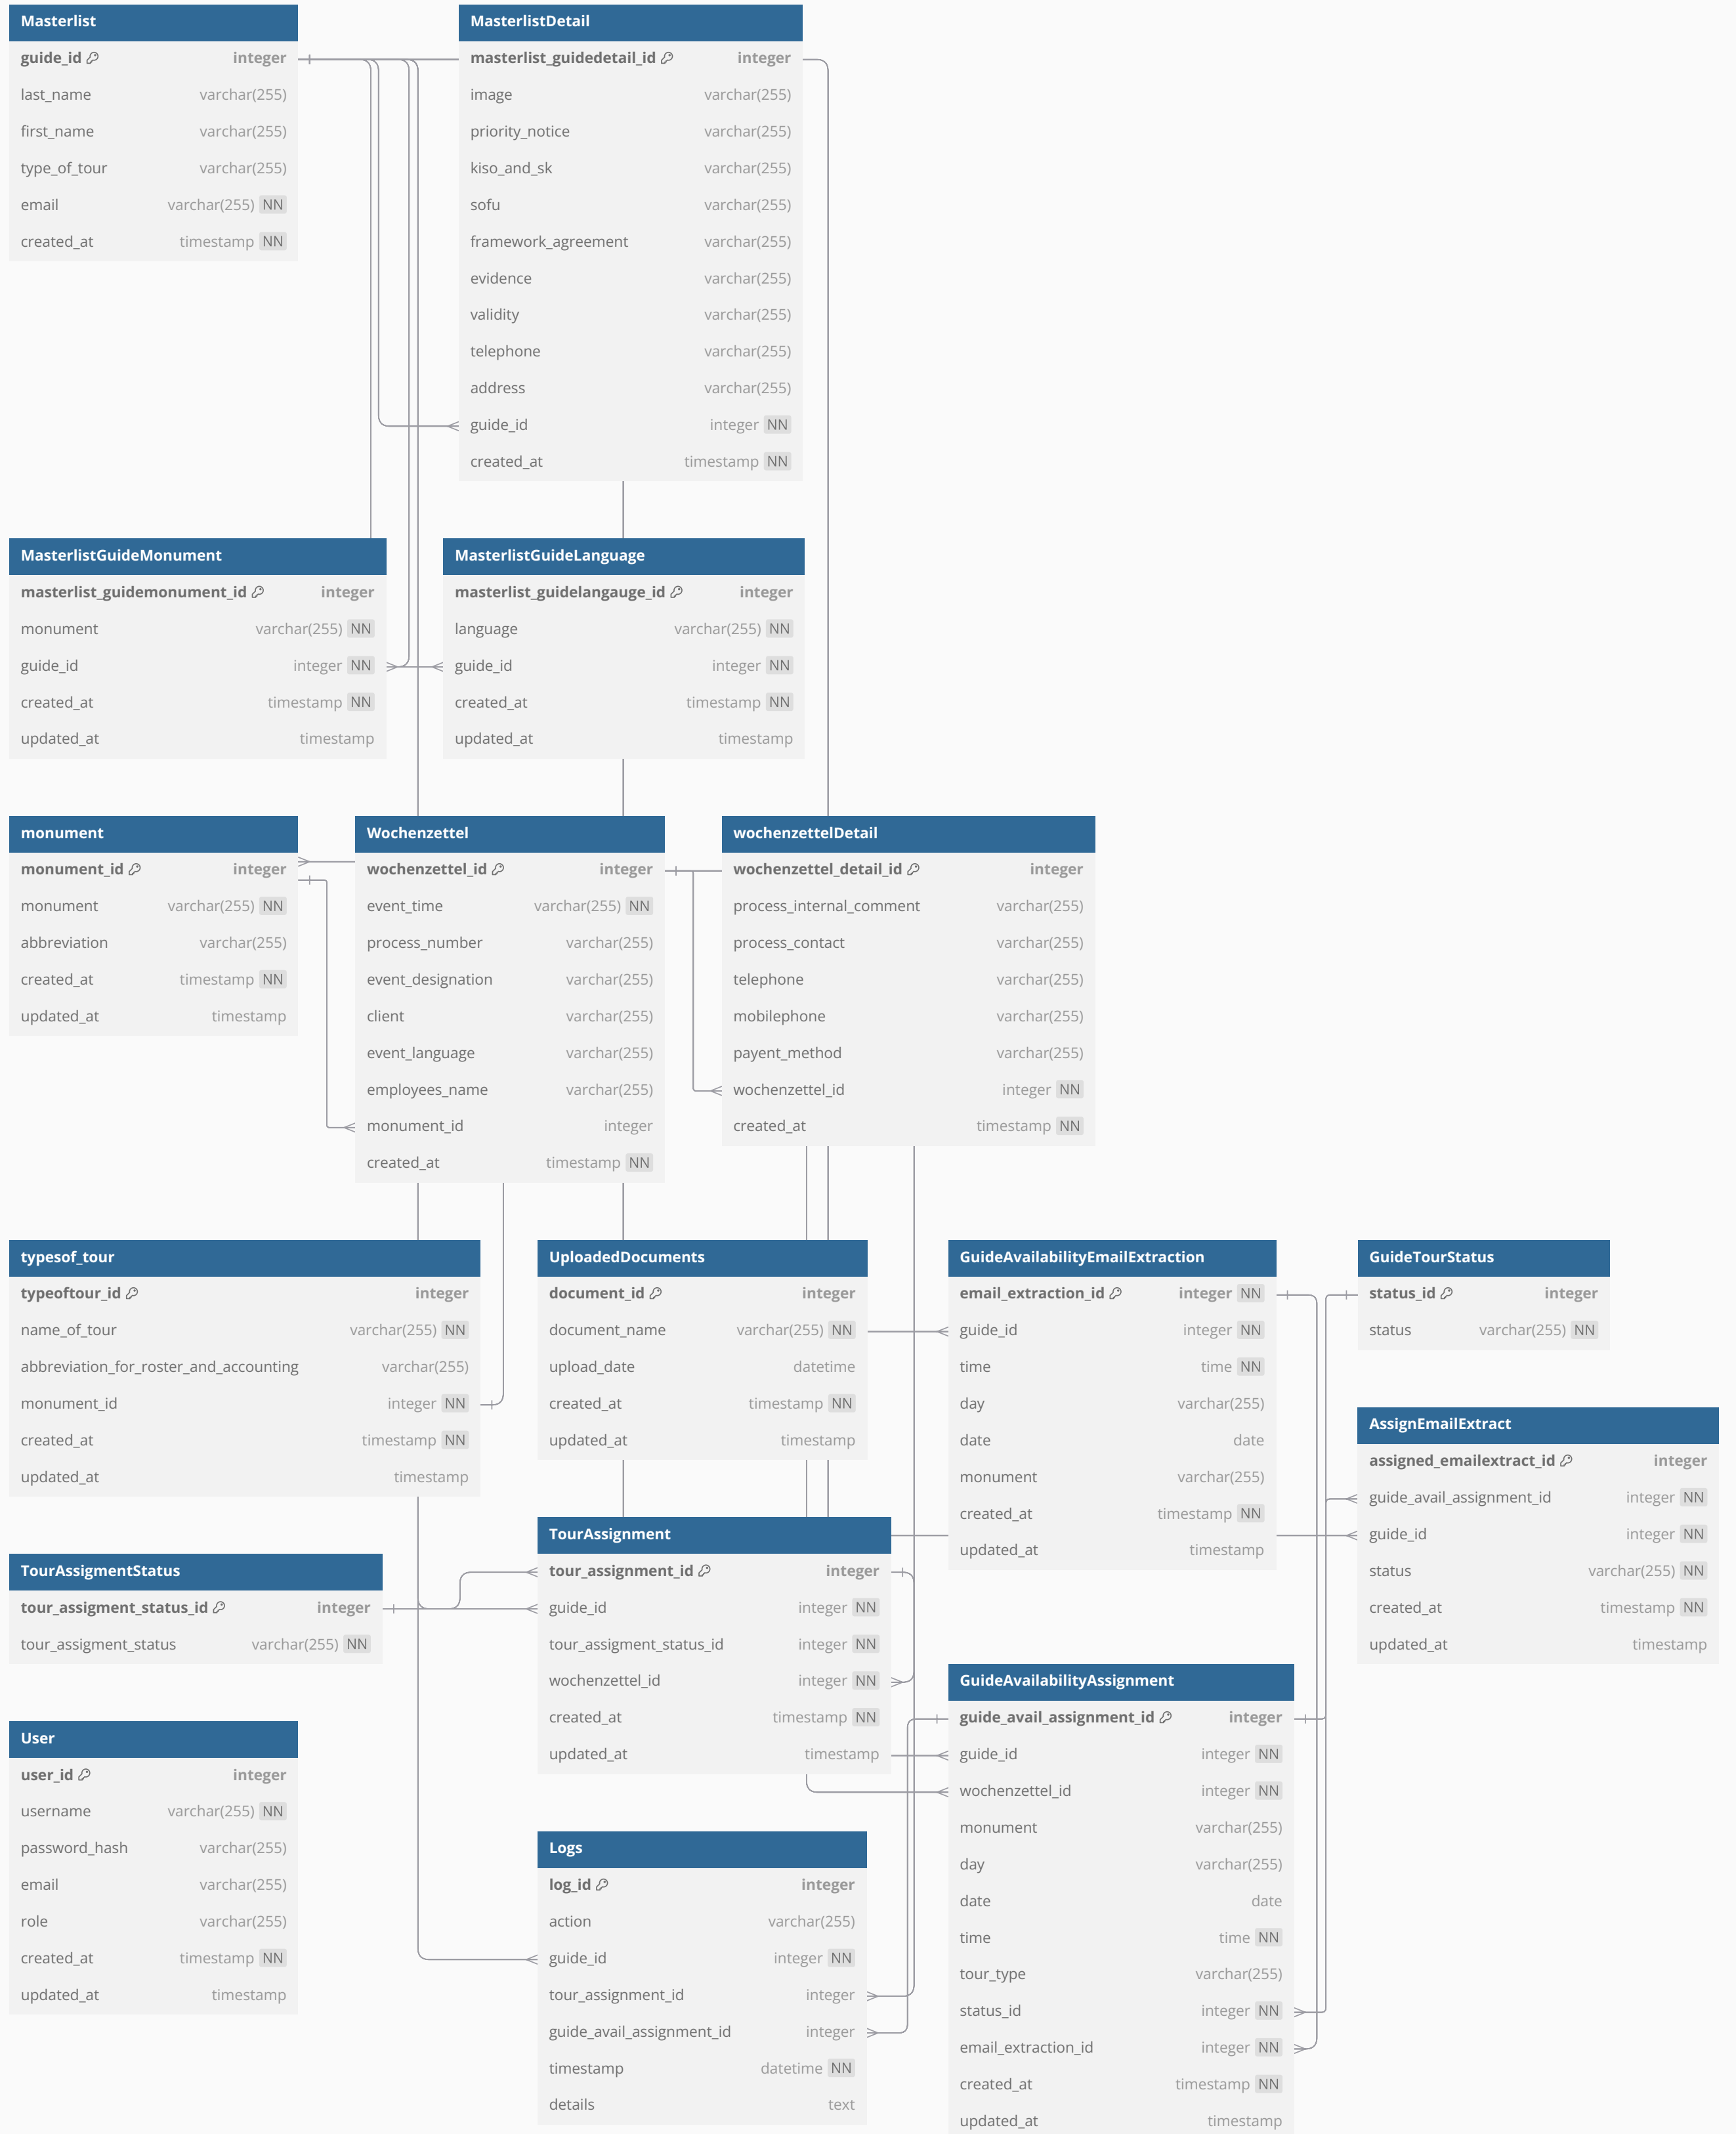 Masterlist
guide_id integer
last_name varchar(255)
first_name varchar(255)
type_of_tour varchar(255)
email varchar(255) NN
created_at timestamp NN
MasterlistDetail
masterlist_guidedetail_id integer
image varchar(255)
priority_notice varchar(255)
kiso_and_sk varchar(255)
sofu varchar(255)
framework_agreement varchar(255)
evidence varchar(255)
validity varchar(255)
telephone varchar(255)
address varchar(255)
guide_id integer NN
created_at timestamp NN
MasterlistGuideMonument
masterlist_guidemonument_id integer
monument varchar(255) NN
guide_id integer NN
created_at timestamp NN
updated_at timestamp
MasterlistGuideLanguage
masterlist_guidelangauge_id integer
language varchar(255) NN
guide_id integer NN
created_at timestamp NN
updated_at timestamp
monument
monument_id integer
monument varchar(255) NN
abbreviation varchar(255)
created_at timestamp NN
updated_at timestamp
Wochenzettel
wochenzettel_id integer
event_time varchar(255) NN
process_number varchar(255)
event_designation varchar(255)
client varchar(255)
event_language varchar(255)
employees_name varchar(255)
monument_id integer
created_at timestamp NN
wochenzettelDetail
wochenzettel_detail_id integer
process_internal_comment varchar(255)
process_contact varchar(255)
telephone varchar(255)
mobilephone varchar(255)
payent_method varchar(255)
wochenzettel_id integer NN
created_at timestamp NN
typesof_tour
typeoftour_id integer
name_of_tour varchar(255) NN
abbreviation_for_roster_and_accounting varchar(255)
monument_id integer NN
created_at timestamp NN
updated_at timestamp
UploadedDocuments
document_id integer
document_name varchar(255) NN
upload_date datetime
created_at timestamp NN
updated_at timestamp
GuideAvailabilityEmailExtraction
email_extraction_id integer NN
guide_id integer NN
time time NN
day varchar(255)
date date
monument varchar(255)
created_at timestamp NN
updated_at timestamp
GuideTourStatus
status_id integer
status varchar(255) NN
AssignEmailExtract
assigned_emailextract_id integer
guide_avail_assignment_id integer NN
guide_id integer NN
status varchar(255) NN
created_at timestamp NN
updated_at timestamp
TourAssigmentStatus
tour_assigment_status_id integer
tour_assigment_status varchar(255) NN
TourAssignment
tour_assignment_id integer
guide_id integer NN
tour_assigment_status_id integer NN
wochenzettel_id integer NN
created_at timestamp NN
updated_at timestamp
User
user_id integer
username varchar(255) NN
password_hash varchar(255)
email varchar(255)
role varchar(255)
created_at timestamp NN
updated_at timestamp
Logs
log_id integer
action varchar(255)
guide_id integer NN
tour_assignment_id integer
guide_avail_assignment_id integer
timestamp datetime NN
details text
GuideAvailabilityAssignment
guide_avail_assignment_id integer
guide_id integer NN
wochenzettel_id integer NN
monument varchar(255)
day varchar(255)
date date
time time NN
tour_type varchar(255)
status_id integer NN
email_extraction_id integer NN
created_at timestamp NN
updated_at timestamp